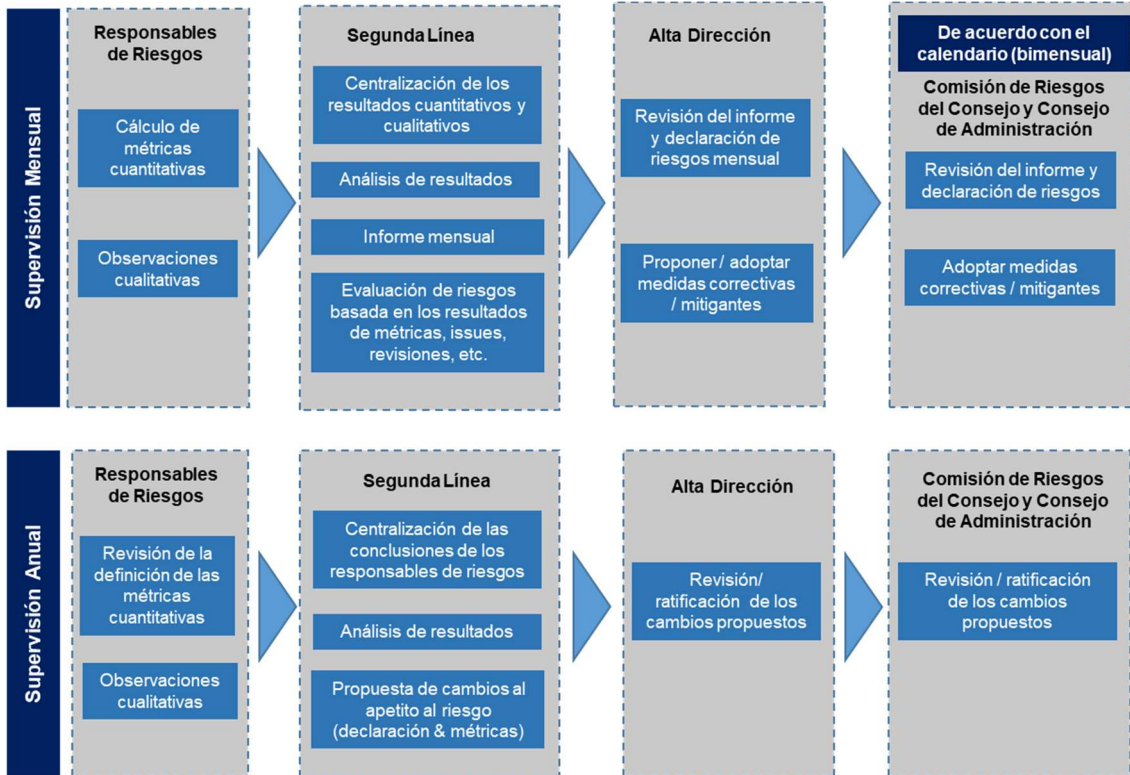 Supervisión Mensual
Responsables
de Riesgos
Cálculo de
métricas
cuantitativas
Observaciones
cualitativas
Segunda Línea
Centralización de los
resultados cuantitativos y
cualitativos
Análisis de resultados
Informe mensual
Evaluación de riesgos
basada en los resultados
de métricas, issues,
revisiones, etc.
Alta Dirección
Revisión del informe
y declaración de
riesgos mensual
Proponer / adoptar
medidas correctivas
/ mitigantes
De acuerdo con el
calendario (bimensual)
Comisión de Riesgos
del Consejo y Consejo
de Administración
Revisión del informe y
declaración de riesgos
Adoptar medidas
correctivas / mitigantes
Supervisión Anual
Responsables
de Riesgos
Revisión de la
definición de las
métricas
cuantitativas
Observaciones
cualitativas
Segunda Línea
Centralización de las
conclusiones de los
responsables de riesgos
Análisis de resultados
Propuesta de cambios al
apetito al riesgo
(declaración & métricas)
Alta Dirección
Revisión/
ratificación de los
cambios propuestos
Comisión de Riesgos
del Consejo y Consejo
de Administración
Revisión / ratificación
de los cambios
propuestos